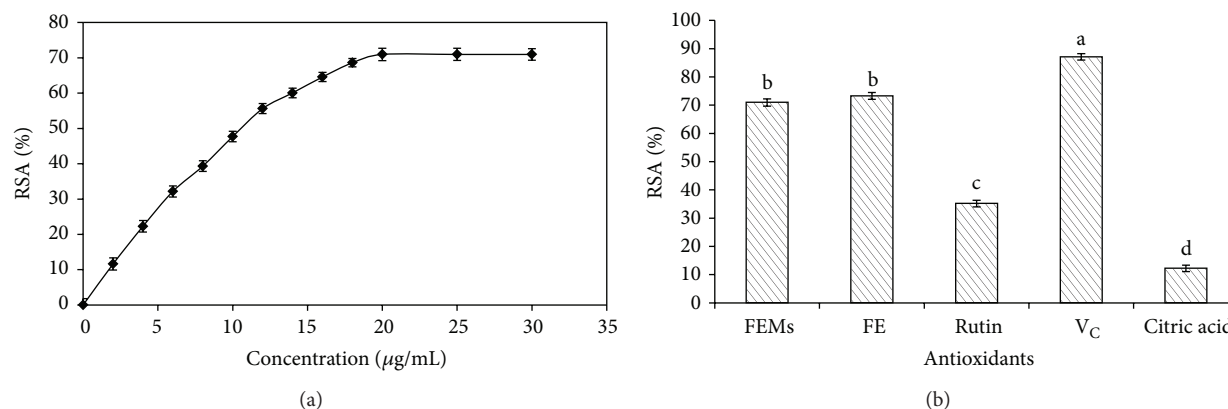 80
70
60
50
40
30
20
10
0
RSA (%)
0 5 10 15 20 25 30 35
Concentration (μg/mL)
(a)
100
90
80
70
60
50
40
30
20
10
0
RSA (%)
b b c a d
FEMs FE Rutin V_C Citric acid
Antioxidants
(b)